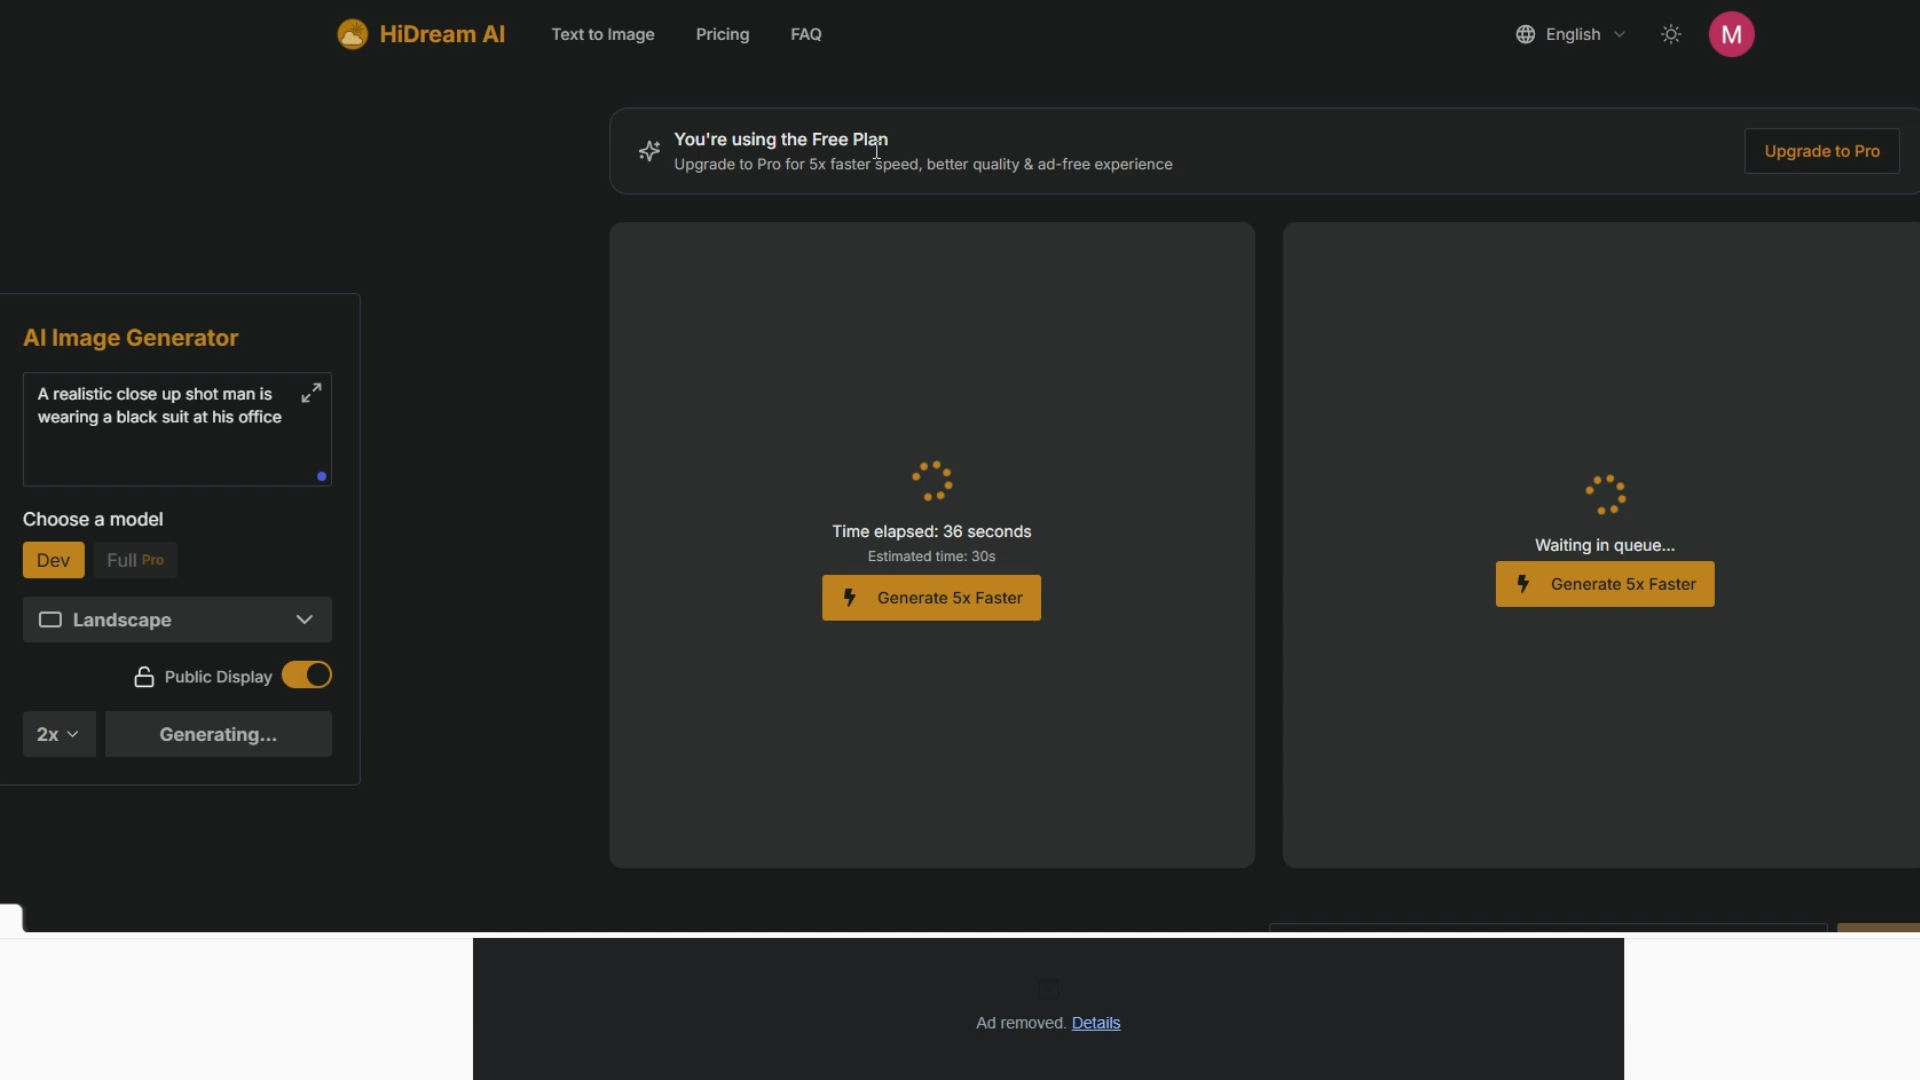 HiDream AI
Text to Image
Pricing
FAQ
English
M
You're using the Free Plan
Upgrade to Pro for 5x faster speed, better quality & ad-free experience
Upgrade to Pro
AI Image Generator
A realistic close up shot man is
wearing a black suit at his office
Choose a model
Dev
Full Pro
Landscape
Public Display
2x
Generating...
Time elapsed: 36 seconds
Estimated time: 30s
Generate 5x Faster
Waiting in queue...
Generate 5x Faster
Ad removed. Details